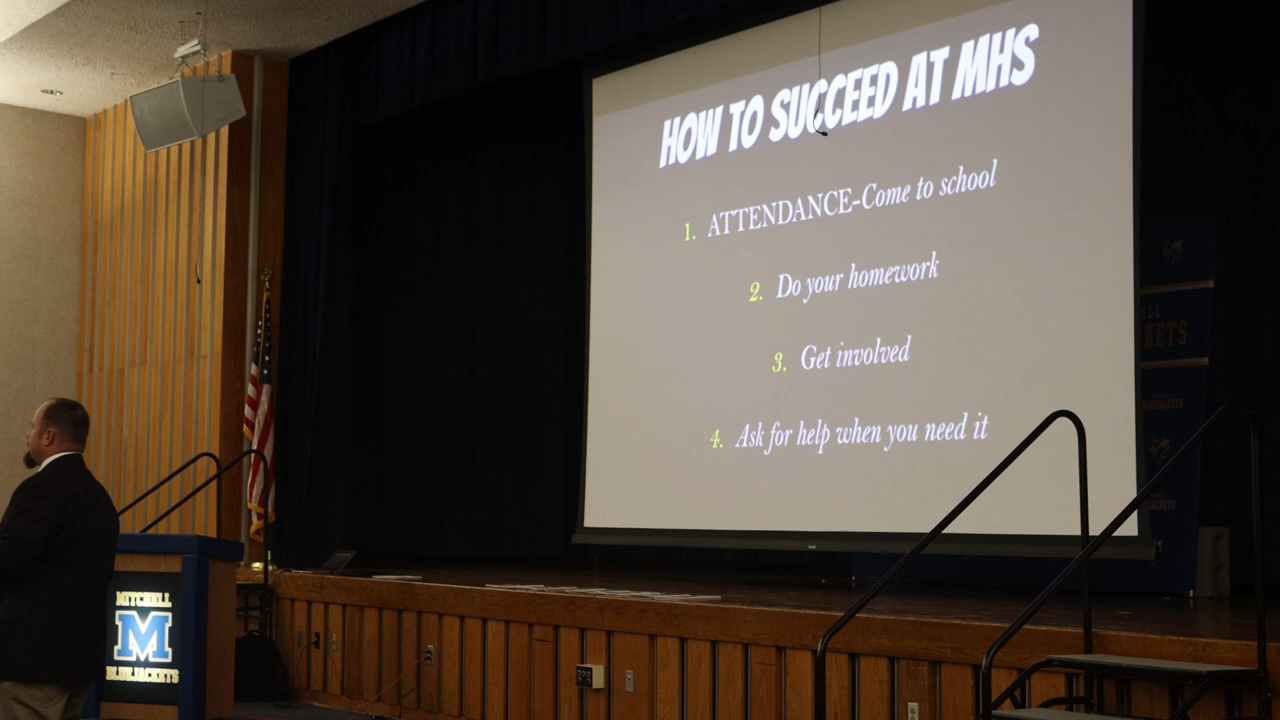 HOW TO SUCCEED AT MHS
1. ATTENDANCE-Come to school
2. Do your homework
3. Get involved
4. Ask for help when you need it
MITCHELL
M
BLUEJACKETS